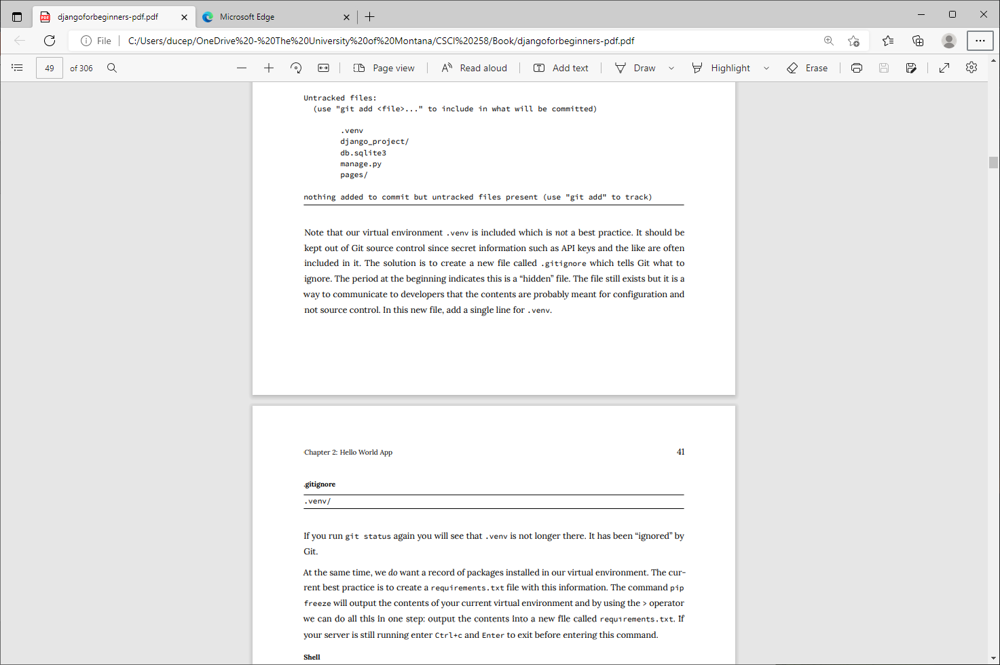 djangoforbeginners-pdf.pdf
Microsoft Edge
File
C:/Users/ducep/OneDrive%20-%20The%20University%20of%20Montana/CSCI%20258/Book/djangoforbeginners-pdf.pdf
49 of 306
Page view
Read aloud
Add text
Draw
Highlight
Erase
Untracked files:
(use "git add <file>..." to include in what will be committed)
.venv
django_project/
db.sqlite3
manage.py
pages/
nothing added to commit but untracked files present (use "git add" to track)
Note that our virtual environment .venv is included which is not a best practice. It should be
kept out of Git source control since secret information such as API keys and the like are often
included in it. The solution is to create a new file called .gitignore which tells Git what to
ignore. The period at the beginning indicates this is a “hidden” file. The file still exists but it is a
way to communicate to developers that the contents are probably meant for configuration and
not source control. In this new file, add a single line for .venv.
Chapter 2: Hello World App 41
.gitignore
.venv/
If you run git status again you will see that .venv is not longer there. It has been “ignored” by
Git.
At the same time, we do want a record of packages installed in our virtual environment. The cur-
rent best practice is to create a requirements.txt file with this information. The command pip
freeze will output the contents of your current virtual environment and by using the > operator
we can do all this in one step: output the contents into a new file called requirements.txt. If
your server is still running enter Ctrl+c and Enter to exit before entering this command.
Shell